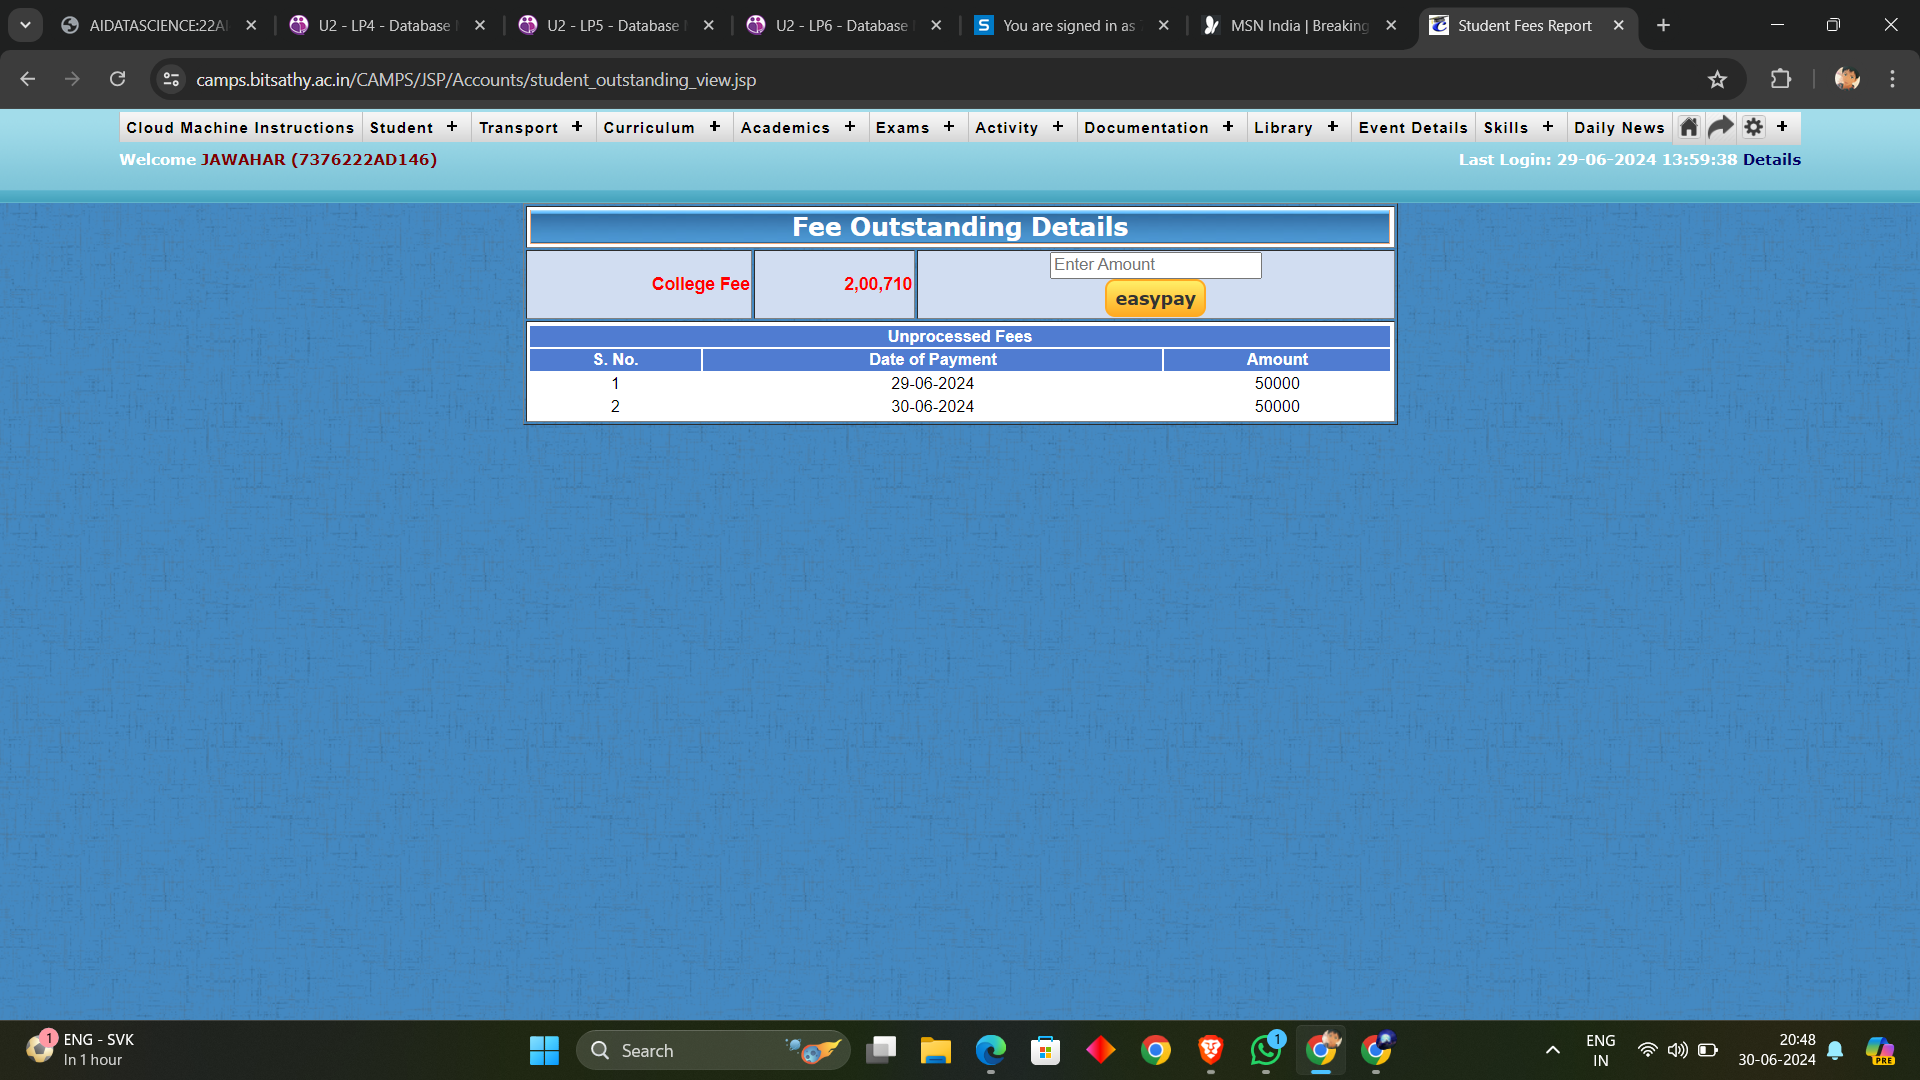 AIDATASCIENCE:22AI
U2 - LP4 - Database
U2 - LP5 - Database
U2 - LP6 - Database
You are signed in as
MSN India | Breaking
Student Fees Report
camps.bitsathy.ac.in/CAMPS/JSP/Accounts/student_outstanding_view.jsp
Cloud Machine Instructions Student + Transport + Curriculum + Academics + Exams + Activity + Documentation + Library + Event Details Skills + Daily News +
Welcome JAWAHAR (7376222AD146)
Last Login: 29-06-2024 13:59:38 Details
Fee Outstanding Details
College Fee 2,00,710 Enter Amount
easypay
Unprocessed Fees
S. No. Date of Payment Amount
1 29-06-2024 50000
2 30-06-2024 50000
1 ENG - SVK
In 1 hour
Search
1
ENG
IN
20:48
30-06-2024
PRE